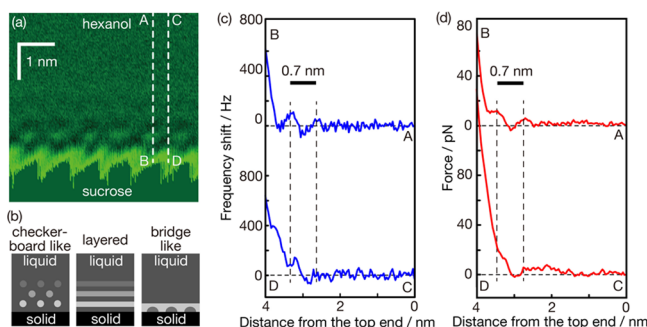 (a)
hexanol
A C
1 nm
B D
sucrose
(b)
checker-
board like
layered
bridge
like
liquid
liquid
liquid
solid
solid
solid
(c)
Frequency shift / Hz
800
400
0
800
400
0
B
0.7 nm
A
D
C
4 2 0
Distance from the top end / nm
(d)
Force / pN
80
40
0
80
40
0
B
0.7 nm
A
D
C
4 2 0
Distance from the top end / nm